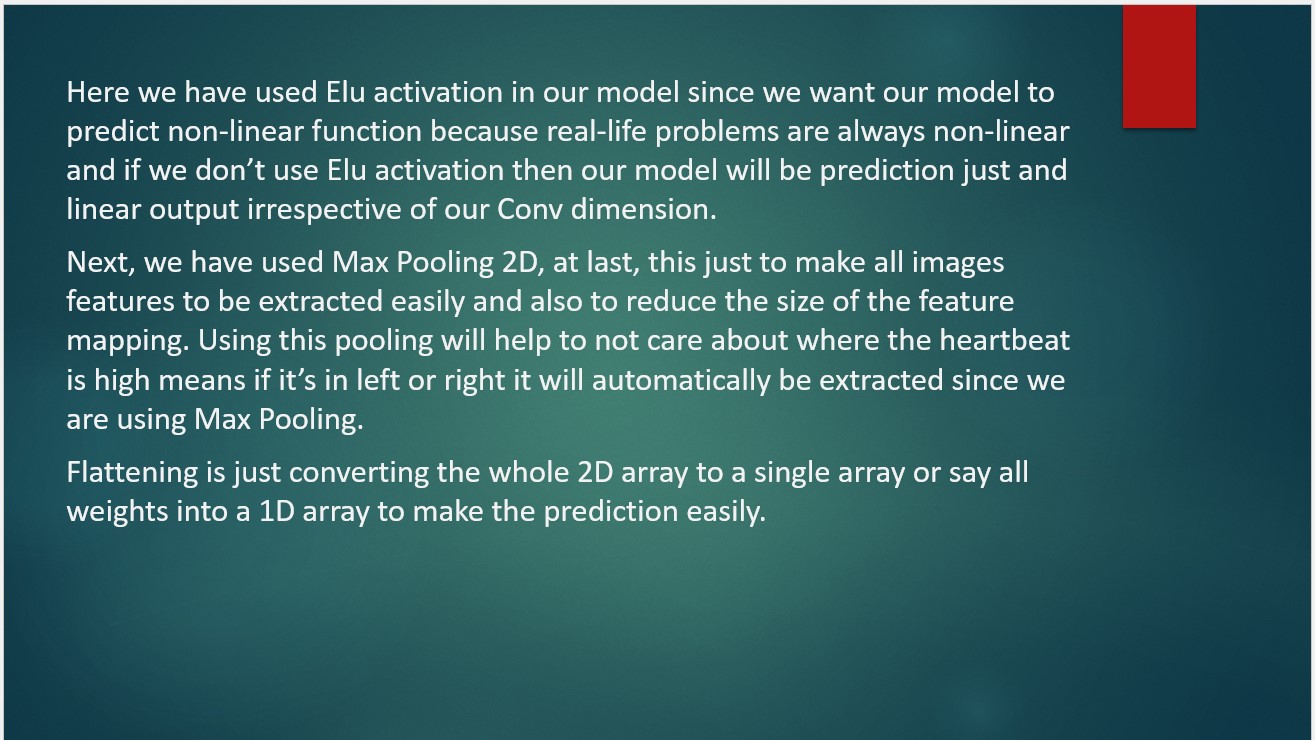 Here we have used Elu activation in our model since we want our model to
predict non-linear function because real-life problems are always non-linear
and if we don’t use Elu activation then our model will be prediction just and
linear output irrespective of our Conv dimension.
Next, we have used Max Pooling 2D, at last, this just to make all images
features to be extracted easily and also to reduce the size of the feature
mapping. Using this pooling will help to not care about where the heartbeat
is high means if it’s in left or right it will automatically be extracted since we
are using Max Pooling.
Flattening is just converting the whole 2D array to a single array or say all
weights into a 1D array to make the prediction easily.